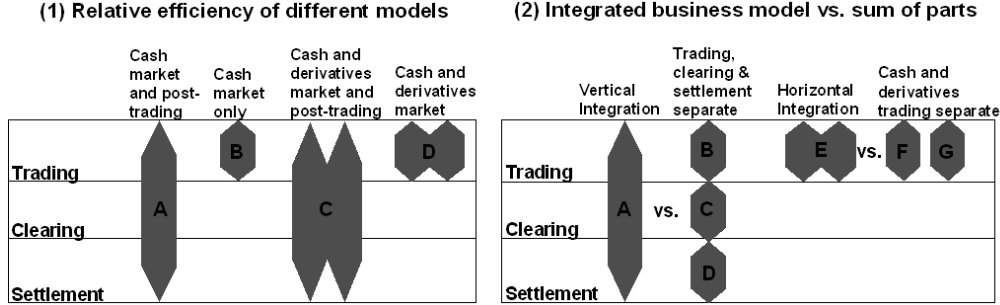 (1) Relative efficiency of different models
Cash
market
and post-
trading
Cash
market
only
Cash and
derivatives
market and
post-trading
Cash and
derivatives
market
Trading
Clearing
Settlement
A
B
C
D
(2) Integrated business model vs. sum of parts
Vertical
Integration
Trading,
clearing &
settlement
separate
Horizontal
Integration
Cash and
derivatives
trading separate
Trading
Clearing
Settlement
A
vs.
B
C
D
E
vs.
F
G